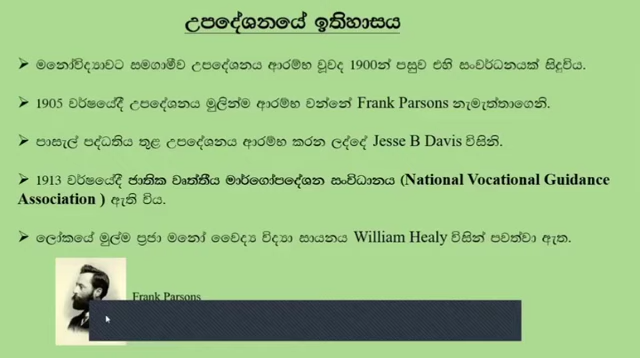 උපදේශනයේ ඉතිහාසය
➢ මනෝවිද්‍යාවට සමගාමීව උපදේශනය ආරම්භ වූවද 1900න් පසුව එහි සංවර්ධනයක් සිදුවිය.
➢ 1905 වර්ෂයේදී උපදේශනය මුලින්ම ආරම්භ වන්නේ Frank Parsons නැමැත්තාගෙනි.
➢ පාසැල් පද්ධතිය තුළ උපදේශනය ආරම්භ කරන ලද්දේ Jesse B Davis විසිනි.
➢ 1913 වර්ෂයේදී ජාතික වෘත්තීය මාර්ගෝපදේශන සංවිධානය (National Vocational Guidance
Association ) ඇති විය.
➢ ලෝකයේ මුල්ම ප්‍රජා මනෝ වෛද්‍ය විද්‍යා සායනය William Healy විසින් පවත්වා ඇත.
Frank Parsons